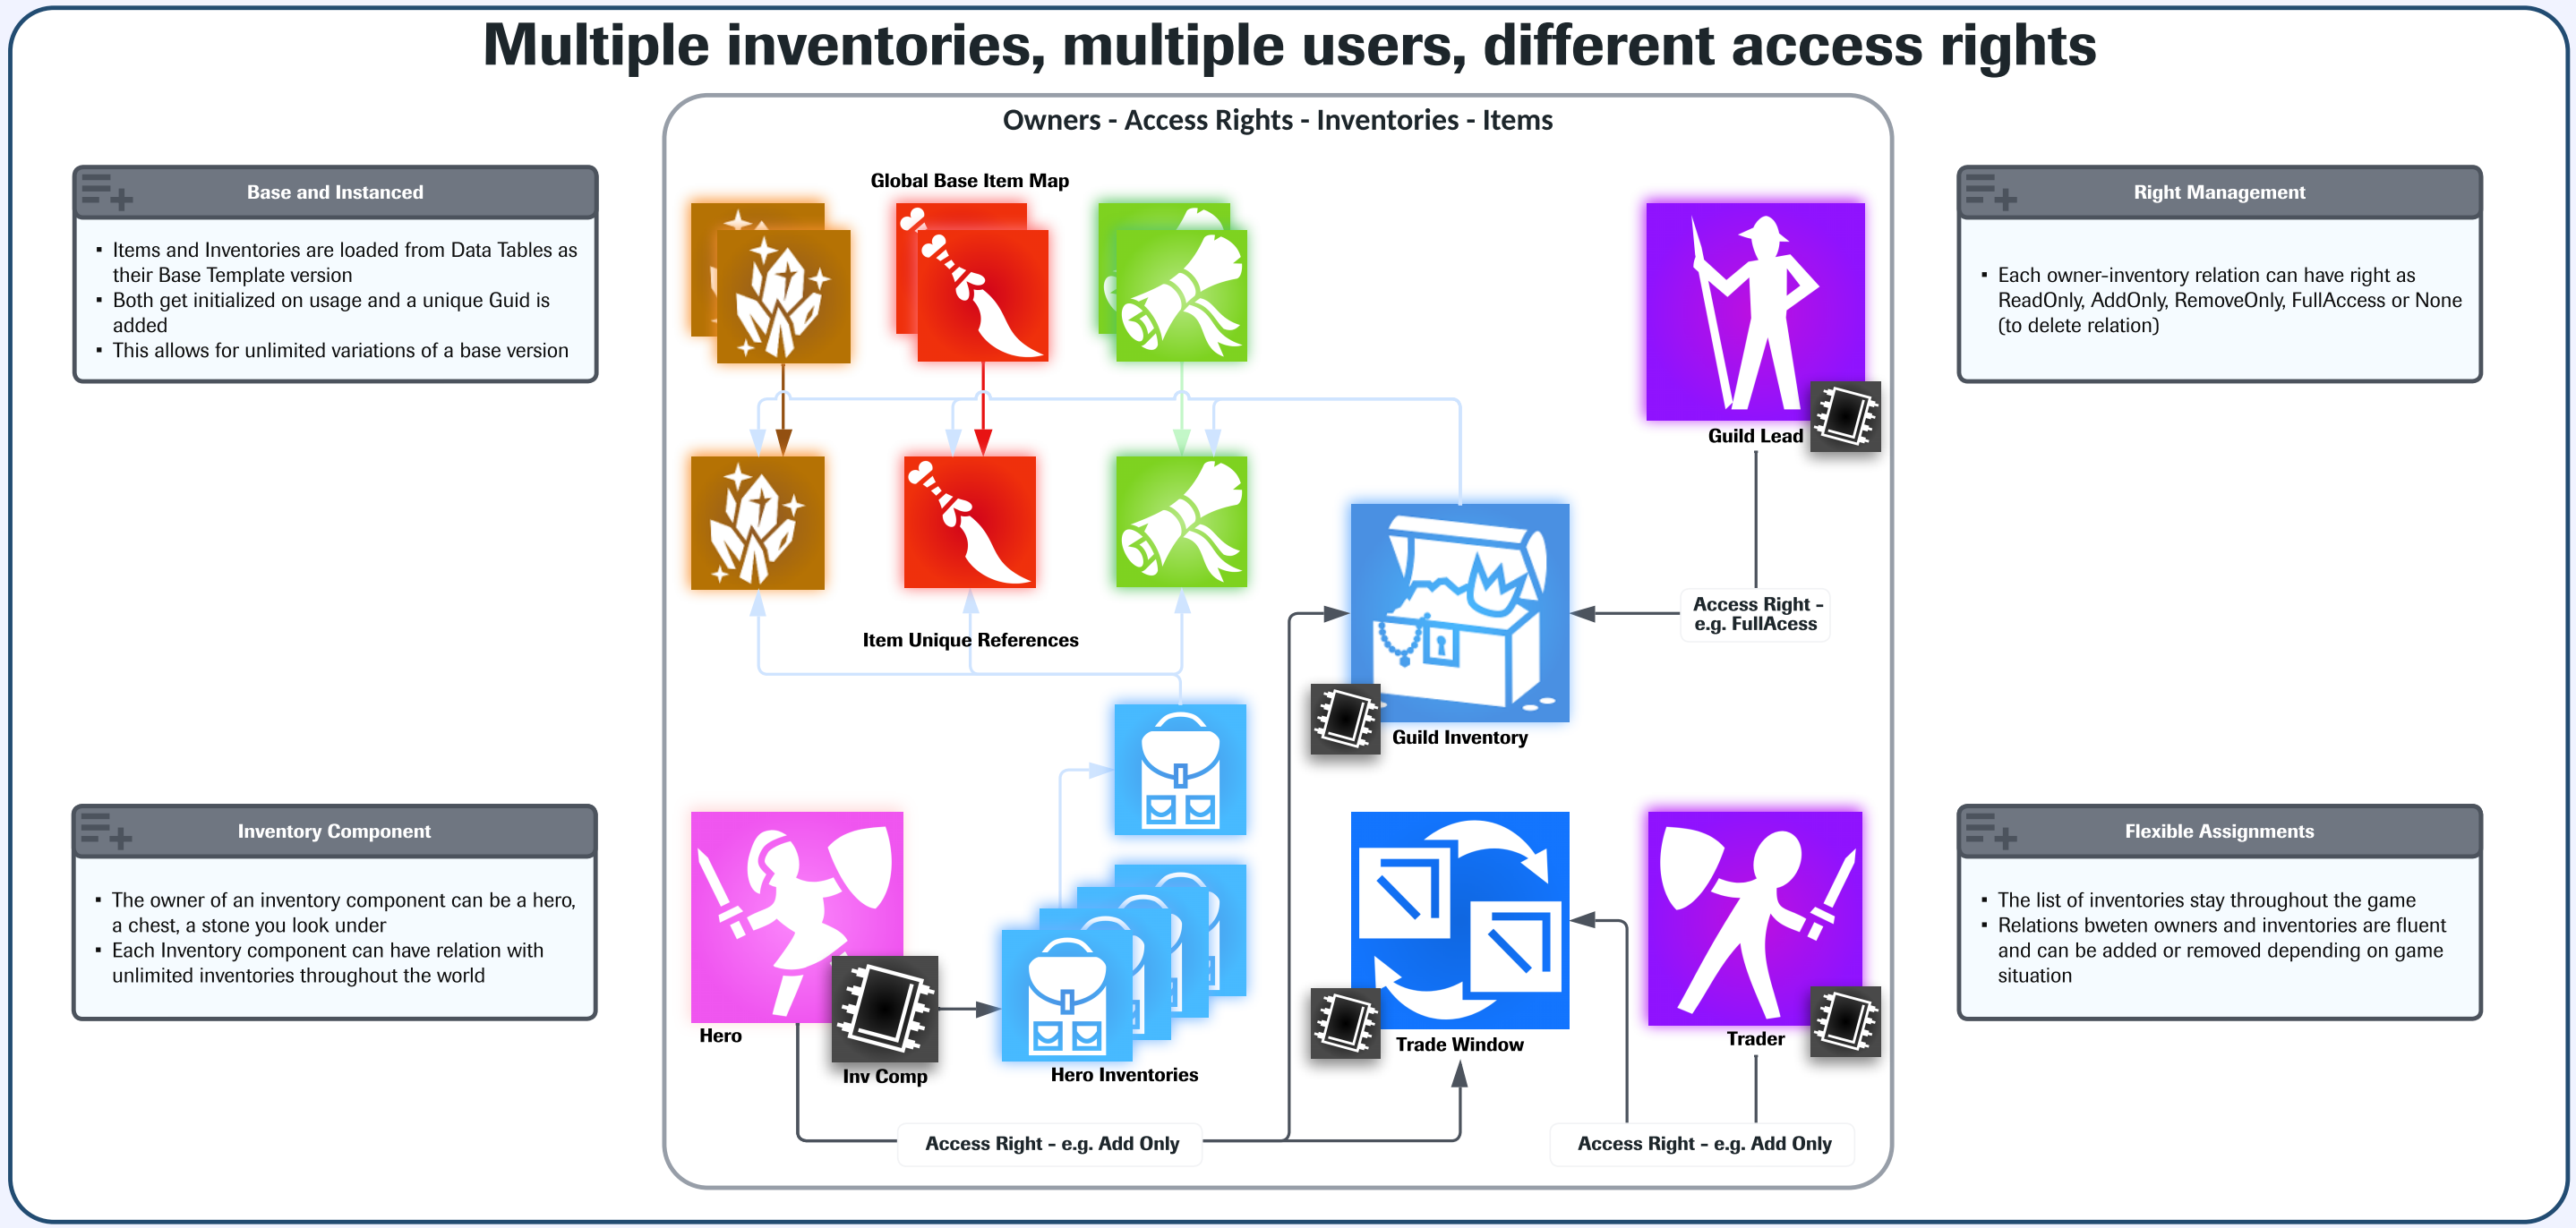 Multiple inventories, multiple users, different access rights
Owners - Access Rights - Inventories - Items
Base and Instanced
▪ Items and Inventories are loaded from Data Tables as
their Base Template version
▪ Both get initialized on usage and a unique Guid is
added
▪ This allows for unlimited variations of a base version
Inventory Component
▪ The owner of an inventory component can be a hero,
a chest, a stone you look under
▪ Each Inventory component can have relation with
unlimited inventories throughout the world
Global Base Item Map
Item Unique References
Guild Lead
Access Right -
e.g. FullAcess
Guild Inventory
Hero
Inv Comp
Hero Inventories
Trade Window
Trader
Access Right - e.g. Add Only
Access Right - e.g. Add Only
Right Management
▪ Each owner-inventory relation can have right as
ReadOnly, AddOnly, RemoveOnly, FullAccess or None
(to delete relation)
Flexible Assignments
▪ The list of inventories stay throughout the game
▪ Relations bweten owners and inventories are fluent
and can be added or removed depending on game
situation